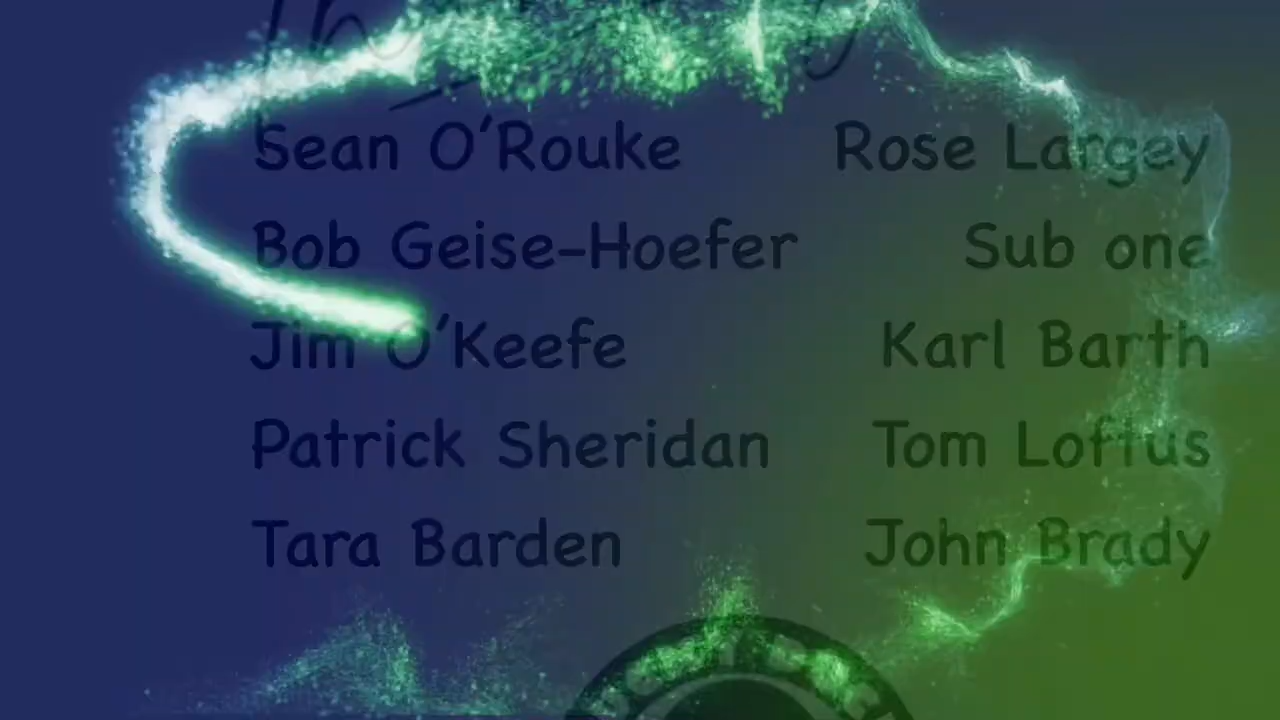 Sean O'Rouke Rose Largey
Bob Geise-Hoefer Sub one
Jim O'Keefe Karl Barth
Patrick Sheridan Tom Loftus
Tara Barden John Brady